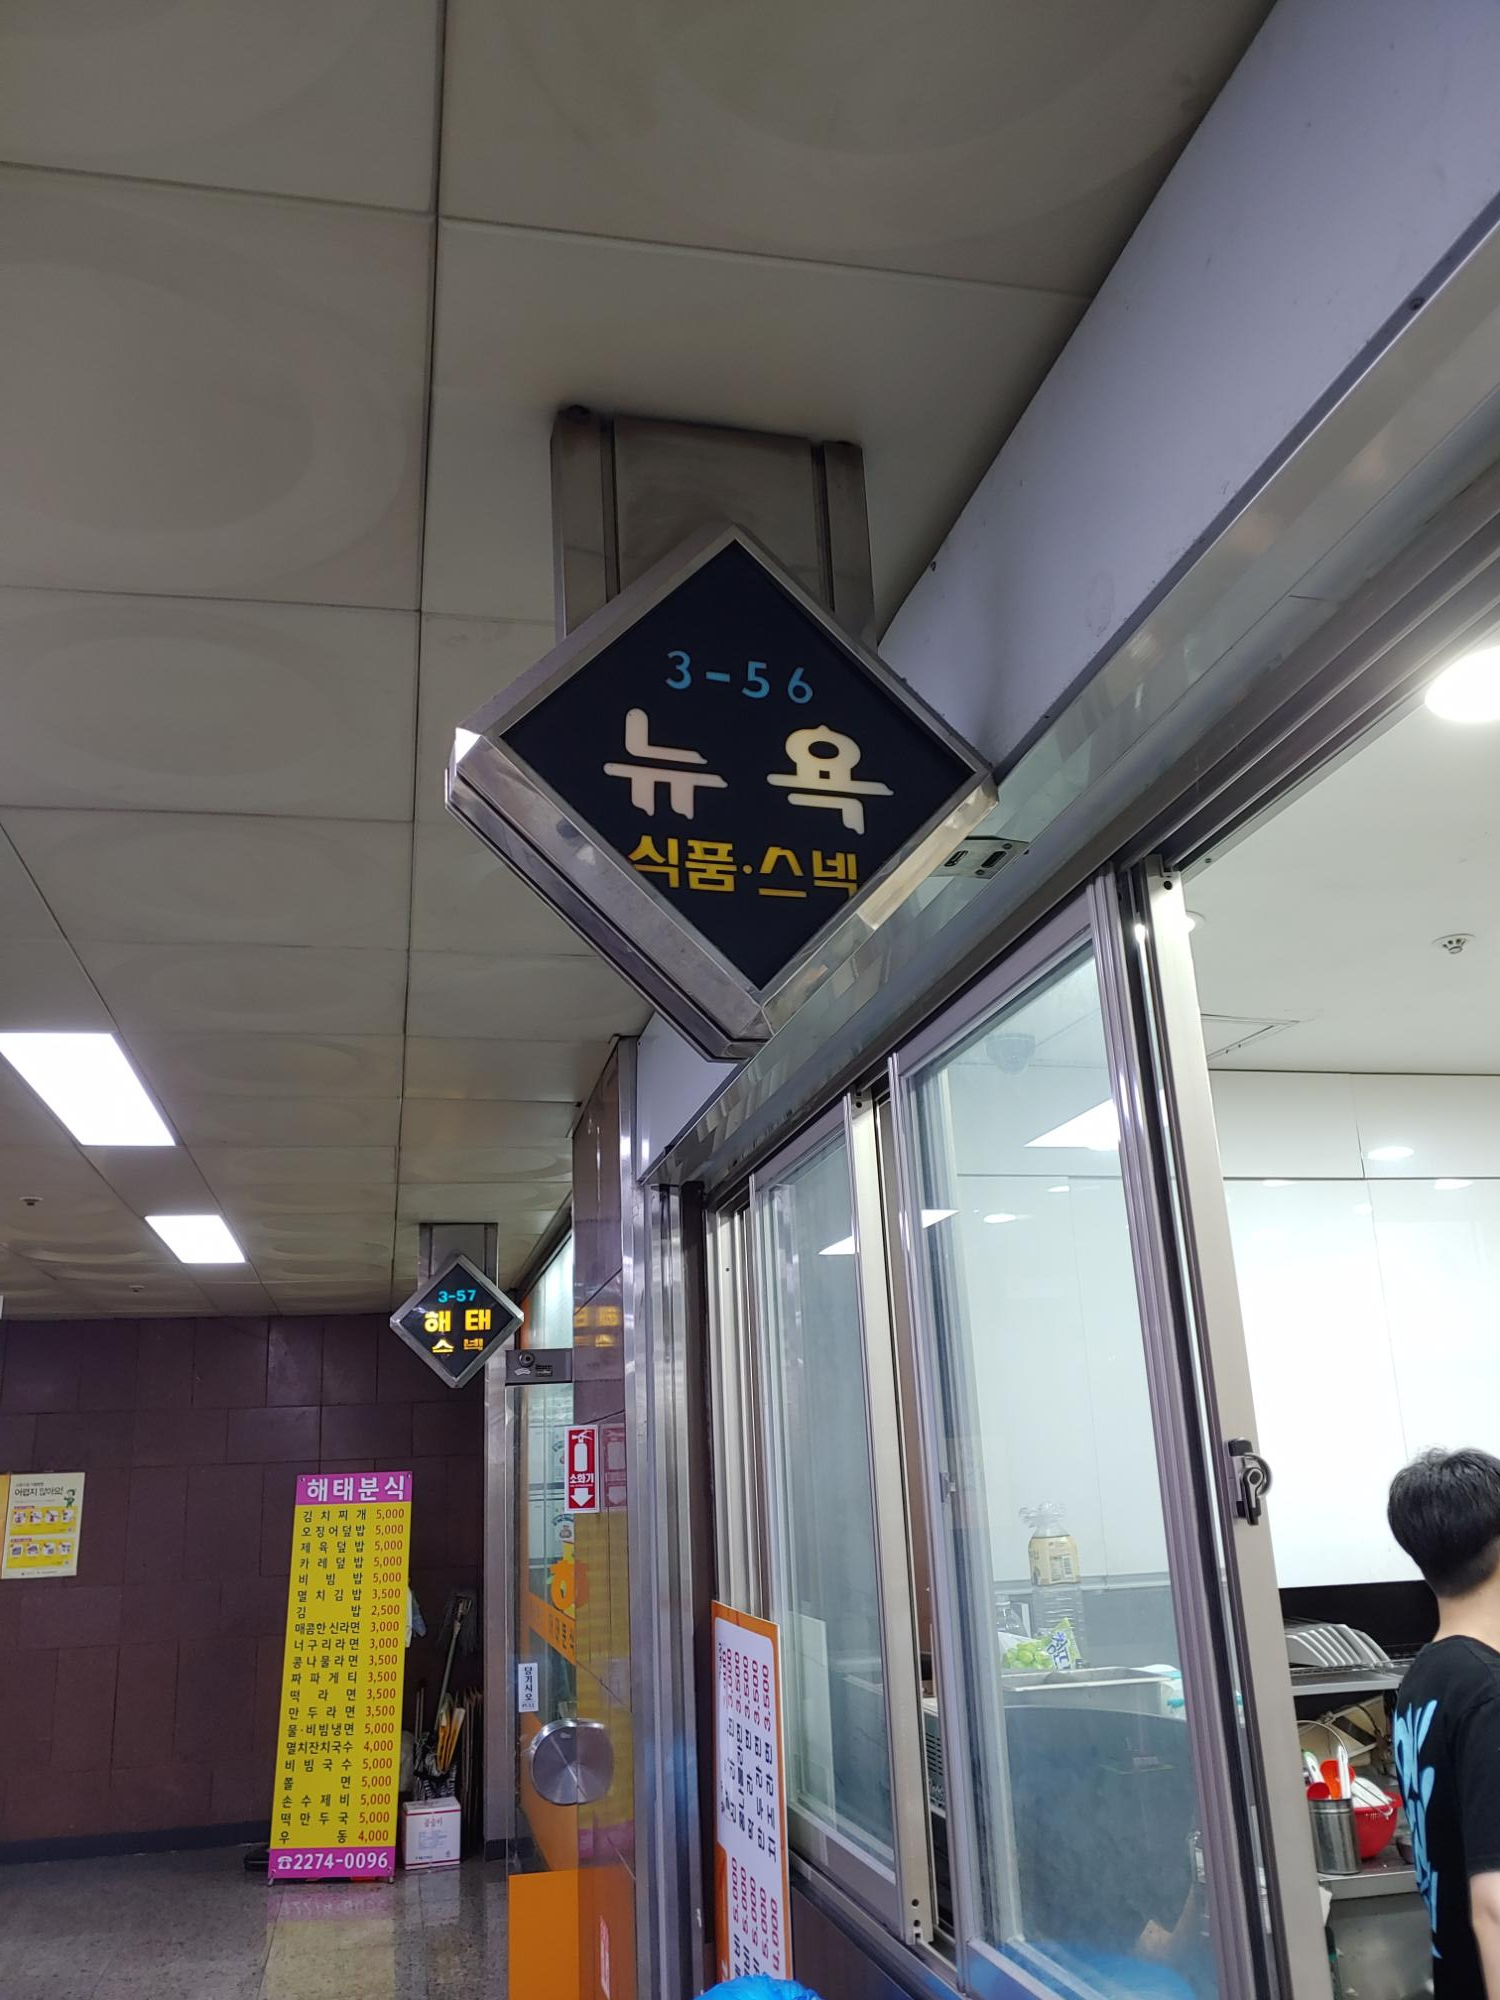 3-56
뉴욕
식품·스넥
3-57
해태
스넥
소화기
어렵지 않아요!
해태분식
김치찌개 5,000
오징어덮밥 5,000
제육덮밥 5,000
카레덮밥 5,000
비빔밥 5,000
멸치김밥 3,500
김밥 2,500
매콤한신라면 3,000
너구리라면 3,000
콩나물라면 3,500
짜파게티 3,500
떡라면 3,500
만두라면 3,500
물·비빔냉면 5,000
멸치잔치국수 4,000
비빔국수 5,000
쫄면 5,000
손수제비 5,000
떡만두국 5,000
우동 4,000
☎2274-0096
당기시오